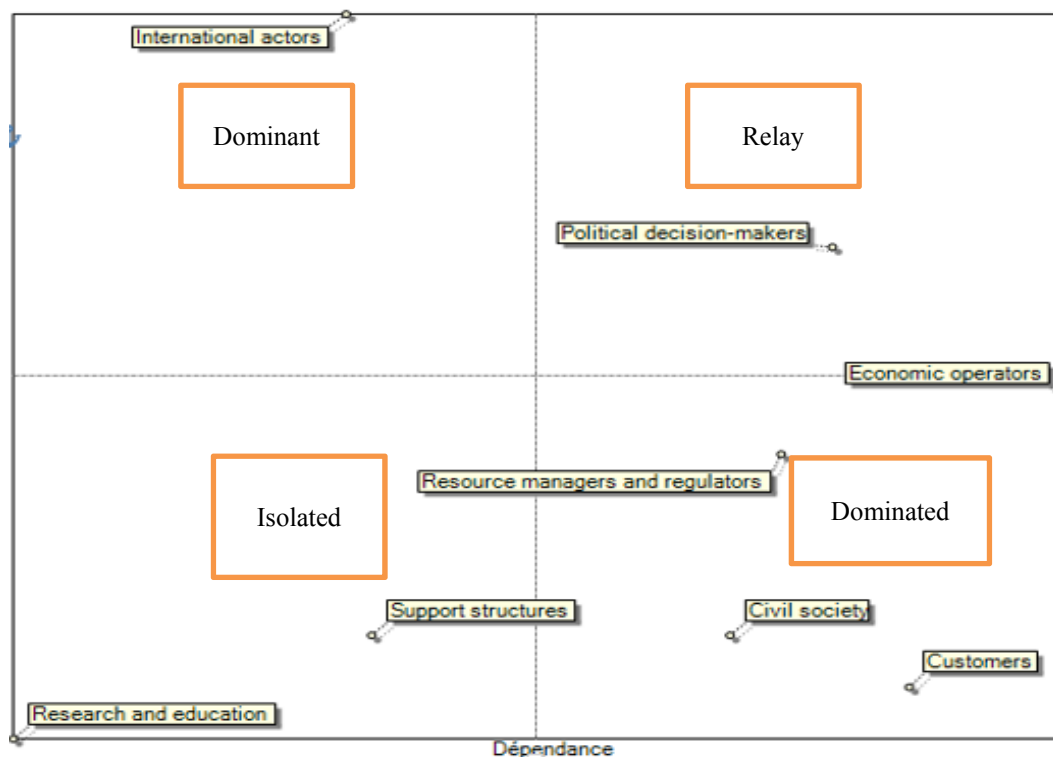 International actors
Dominant
Relay
Political decision-makers
Economic operators
Resource managers and regulators
Isolated
Dominated
Support structures
Civil society
Customers
Research and education
Dépendance